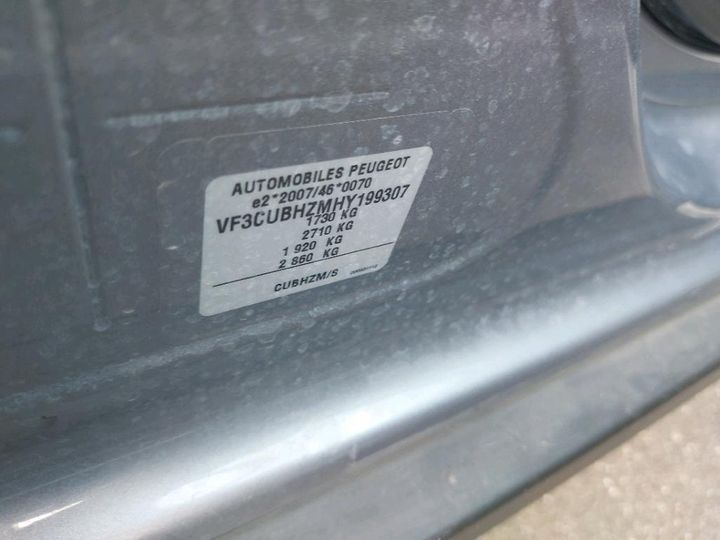 AUTOMOBILES PEUGEOT
e2*2007/46*0070
VF3CUBHZMHY199307
1730 KG
2710 KG
1 920 KG
2 860 KG
CUBHZM/S